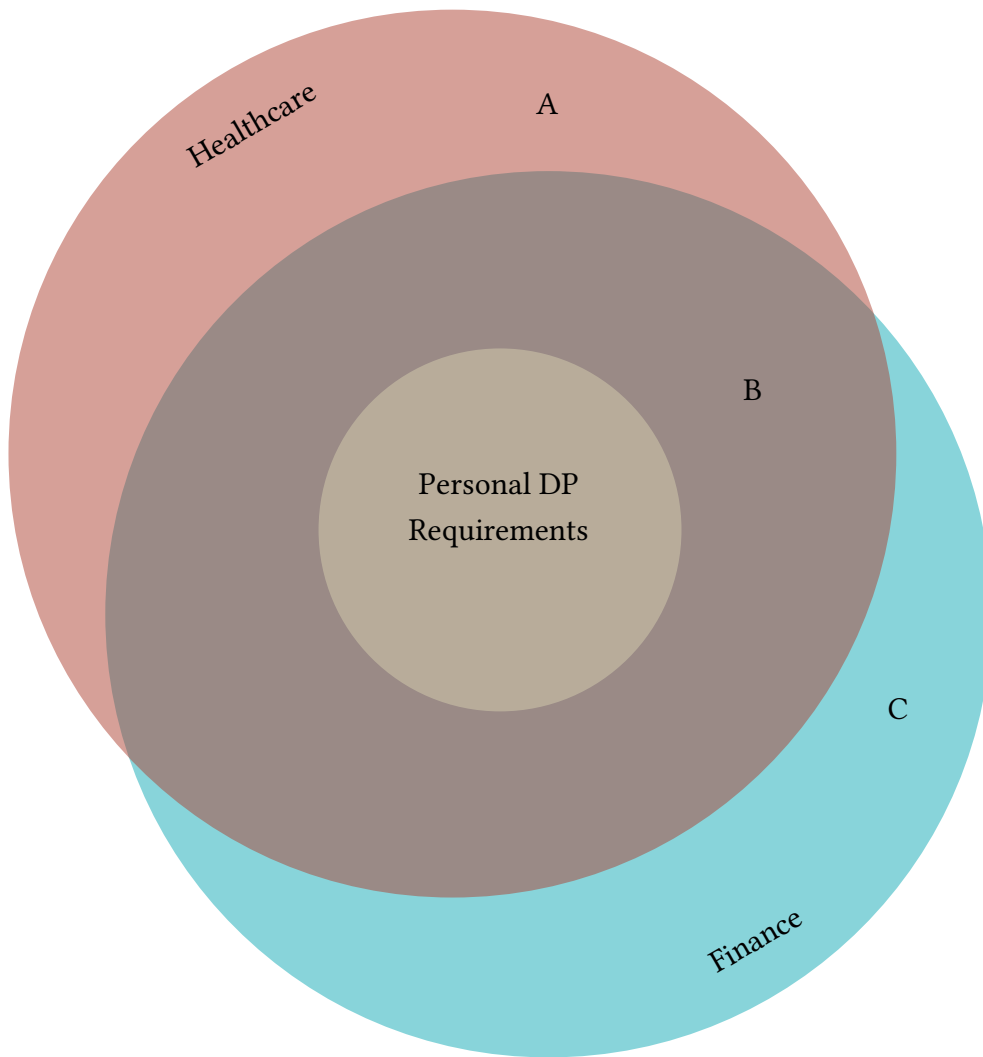 Healthcare
A
B
Personal DP
Requirements
C
Finance